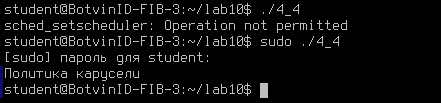 student@BotvinID-FIB-3:~/lab10$ ./4_4
sched_setscheduler: Operation not permitted
student@BotvinID-FIB-3:~/lab10$ sudo ./4_4
[sudo] пароль для student:
Политика карусели
student@BotvinID-FIB-3:~/lab10$